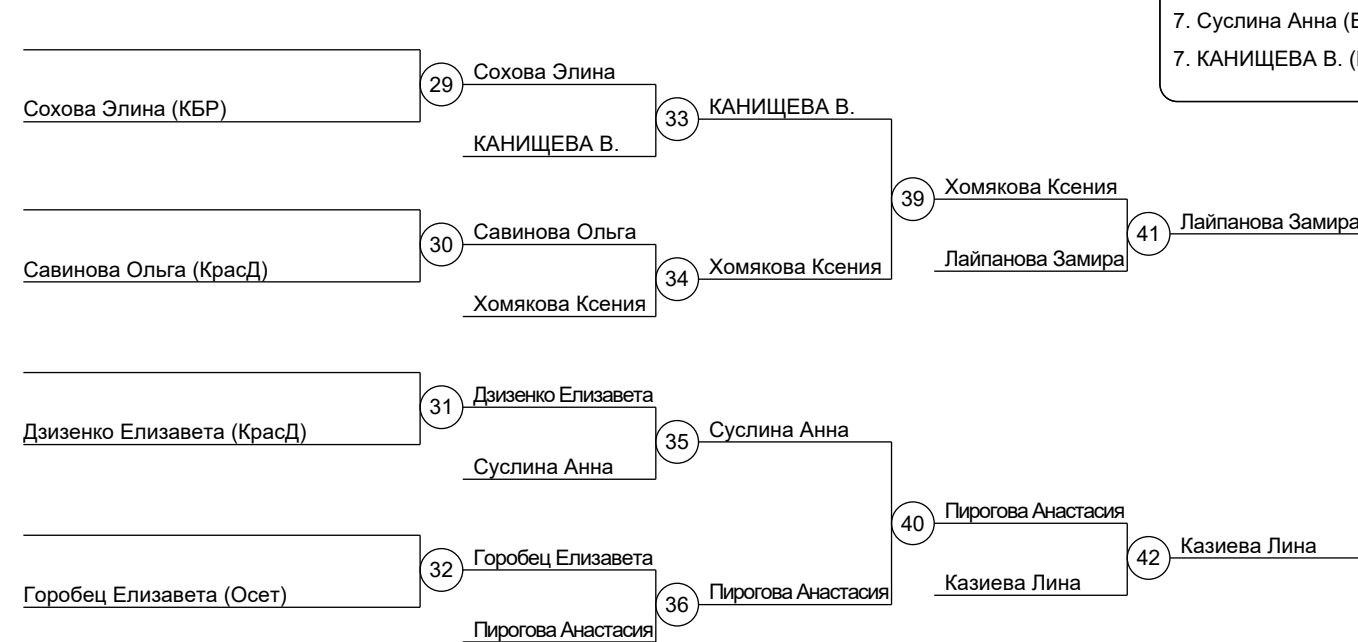 7. Суслина Анна (
7. КАНИЩЕВА В. (
29
Сохова Элина
Сохова Элина (КБР)
33
КАНИЩЕВА В.
КАНИЩЕВА В.
39
Хомякова Ксения
30
Савинова Ольга
41
Лайпанова Замира
Савинова Ольга (КрасД)
34
Хомякова Ксения
Лайпанова Замира
Хомякова Ксения
31
Дзизенко Елизавета
Дзизенко Елизавета (КрасД)
35
Суслина Анна
Суслина Анна
40
Пирогова Анастасия
32
Горобец Елизавета
42
Казиева Лина
Горобец Елизавета (Осет)
36
Пирогова Анастасия
Казиева Лина
Пирогова Анастасия